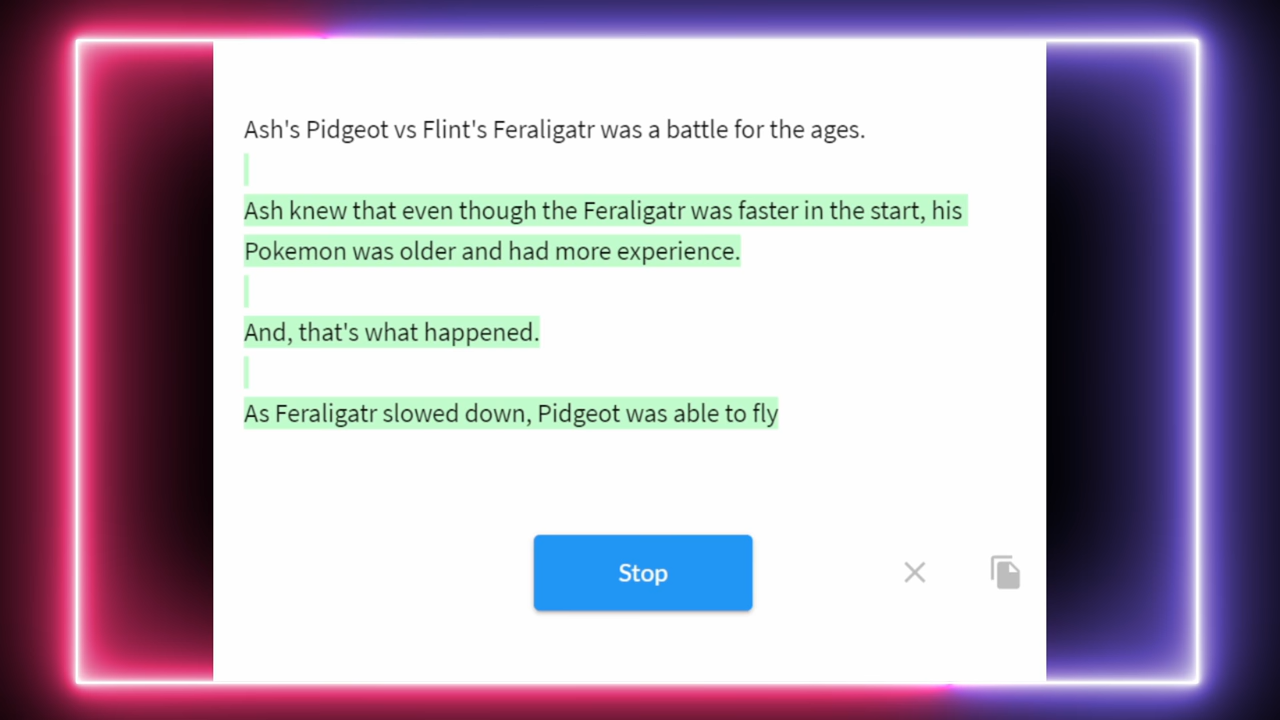 Ash's Pidgeot vs Flint's Feraligatr was a battle for the ages.
Ash knew that even though the Feraligatr was faster in the start, his
Pokemon was older and had more experience.
And, that's what happened.
As Feraligatr slowed down, Pidgeot was able to fly
Stop